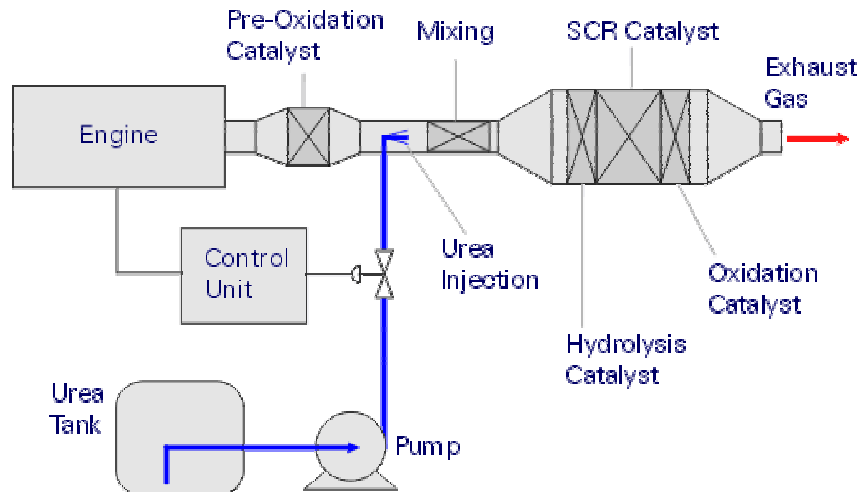 Pre-Oxidation
Catalyst
Mixing
SCR Catalyst
Exhaust
Gas
Engine
Control
Unit
Urea
Injection
Oxidation
Catalyst
Hydrolysis
Catalyst
Urea
Tank
Pump